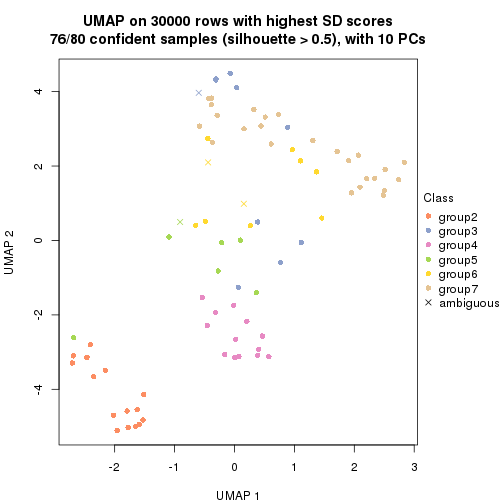 UMAP on 30000 rows with highest SD scores
76/80 confident samples (silhouette > 0.5), with 10 PCs
UMAP 2
4
2
0
-2
-4
-2
-1
0
1
2
3
UMAP 1
Class
group2
group3
group4
group5
group6
group7
ambiguous